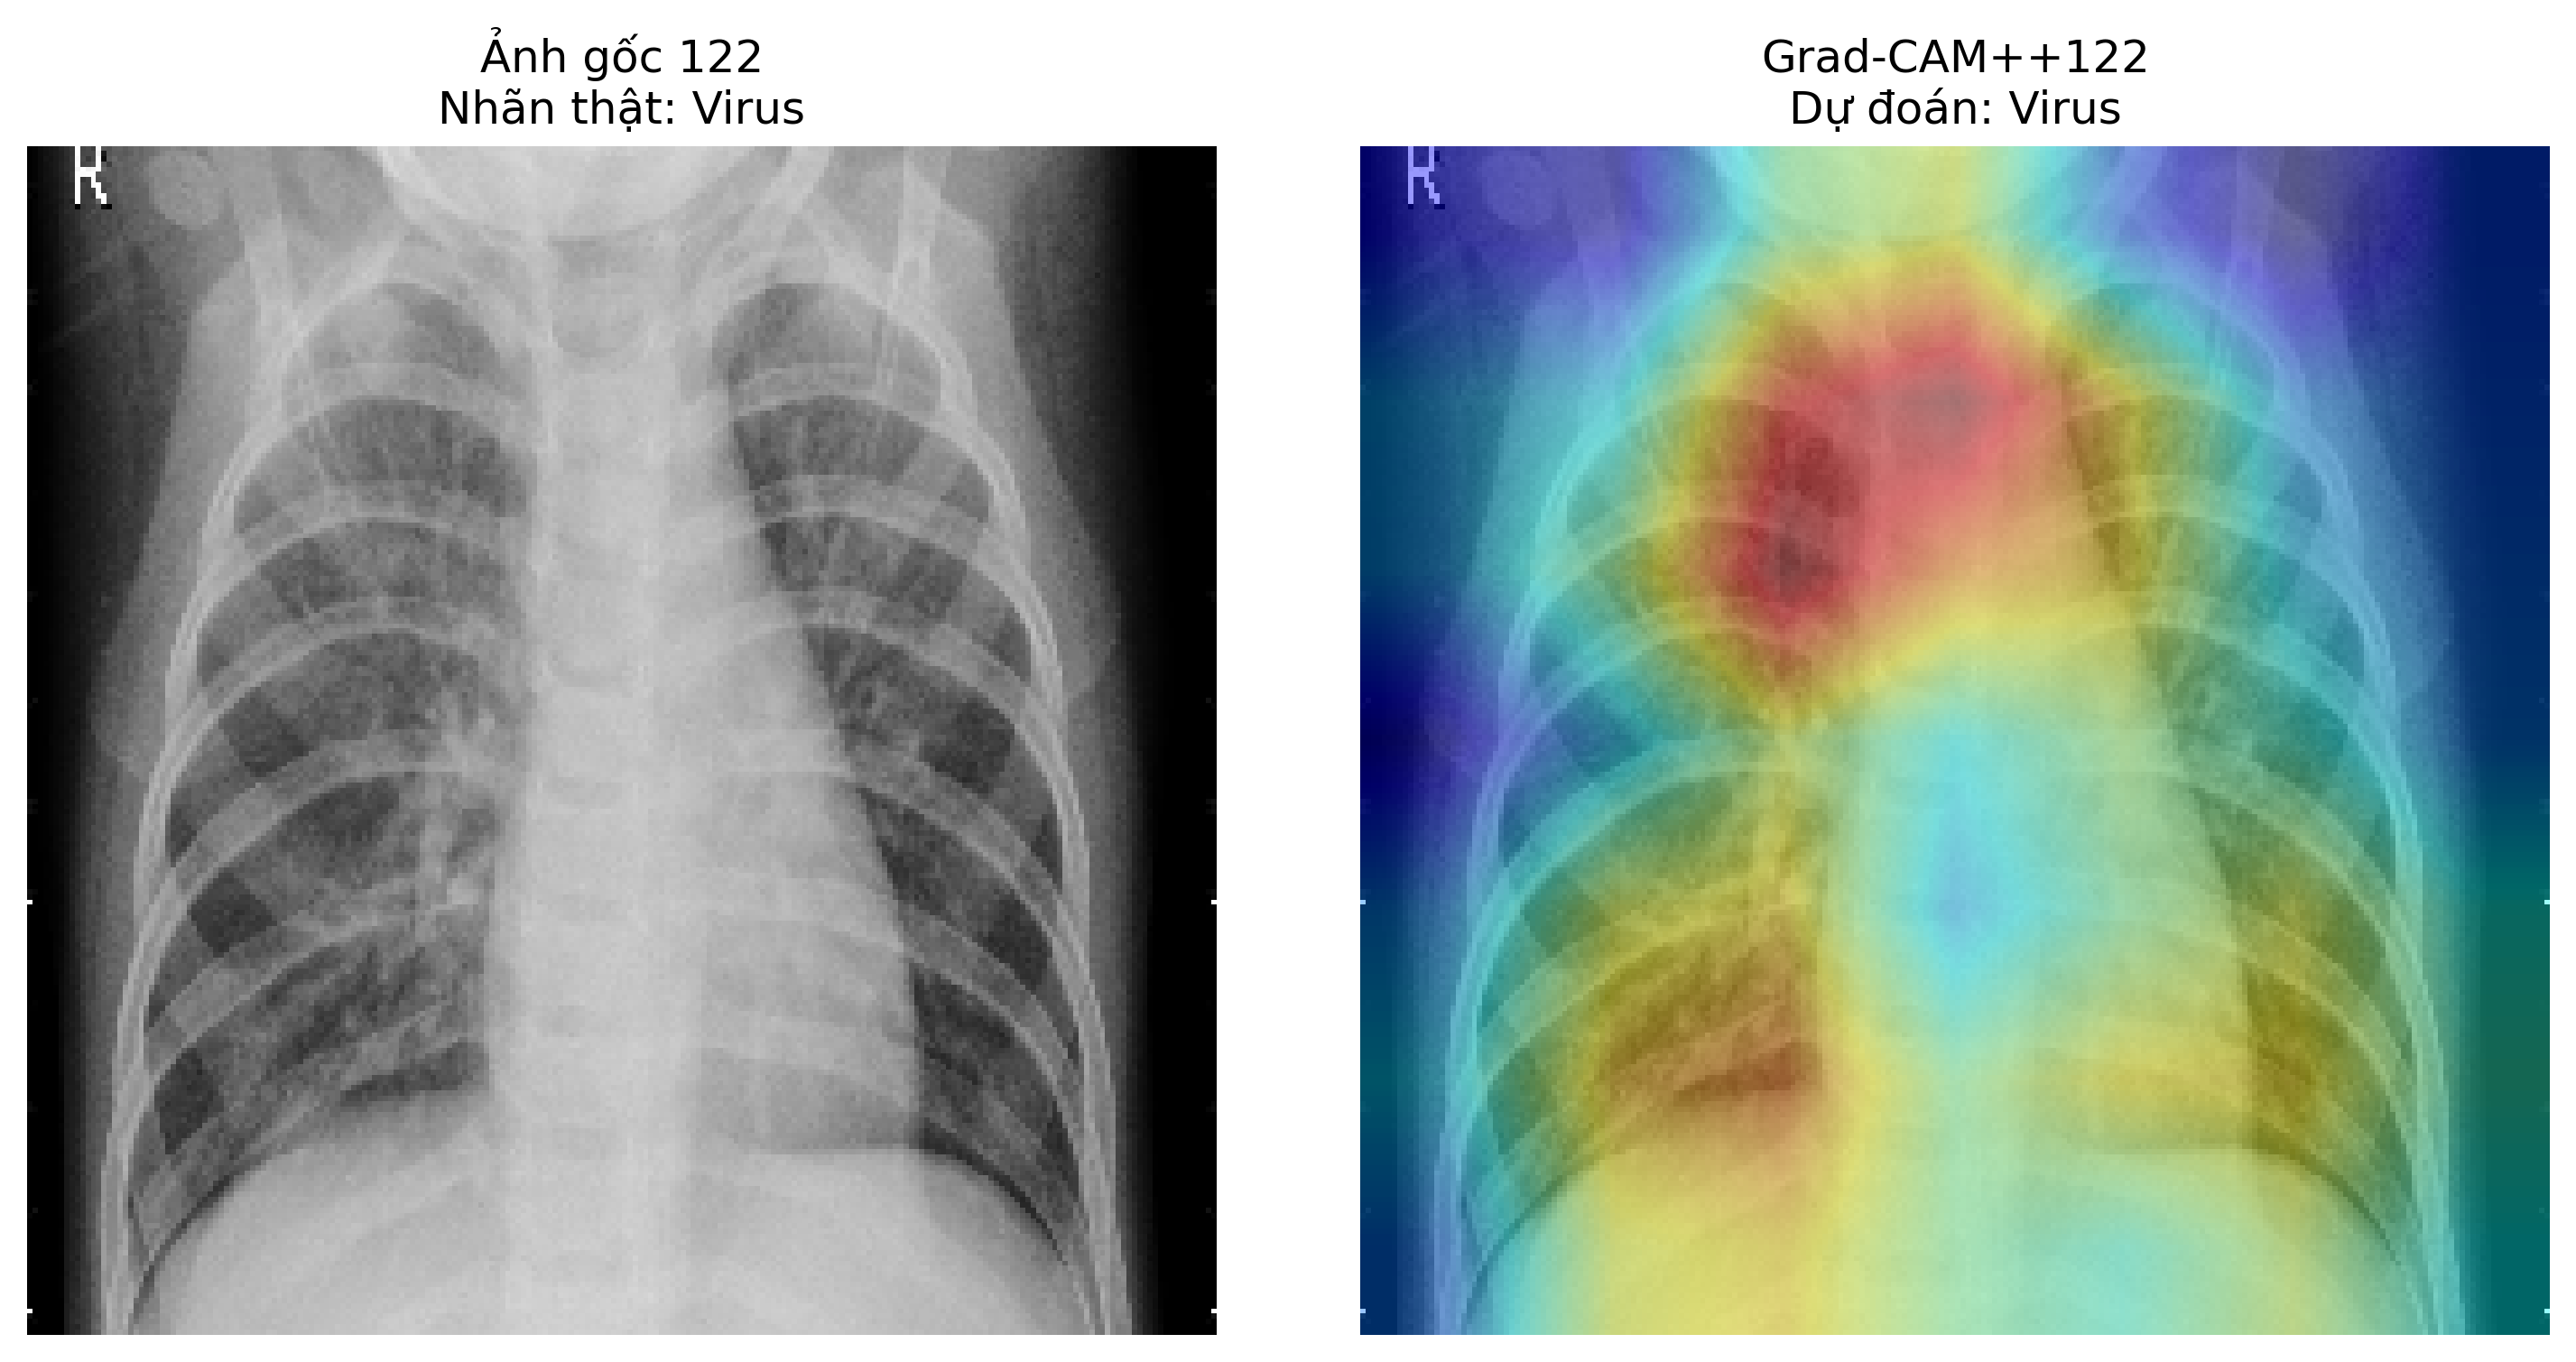 Ảnh gốc 122
Nhãn thật: Virus
Grad-CAM++122
Dự đoán: Virus
R
R